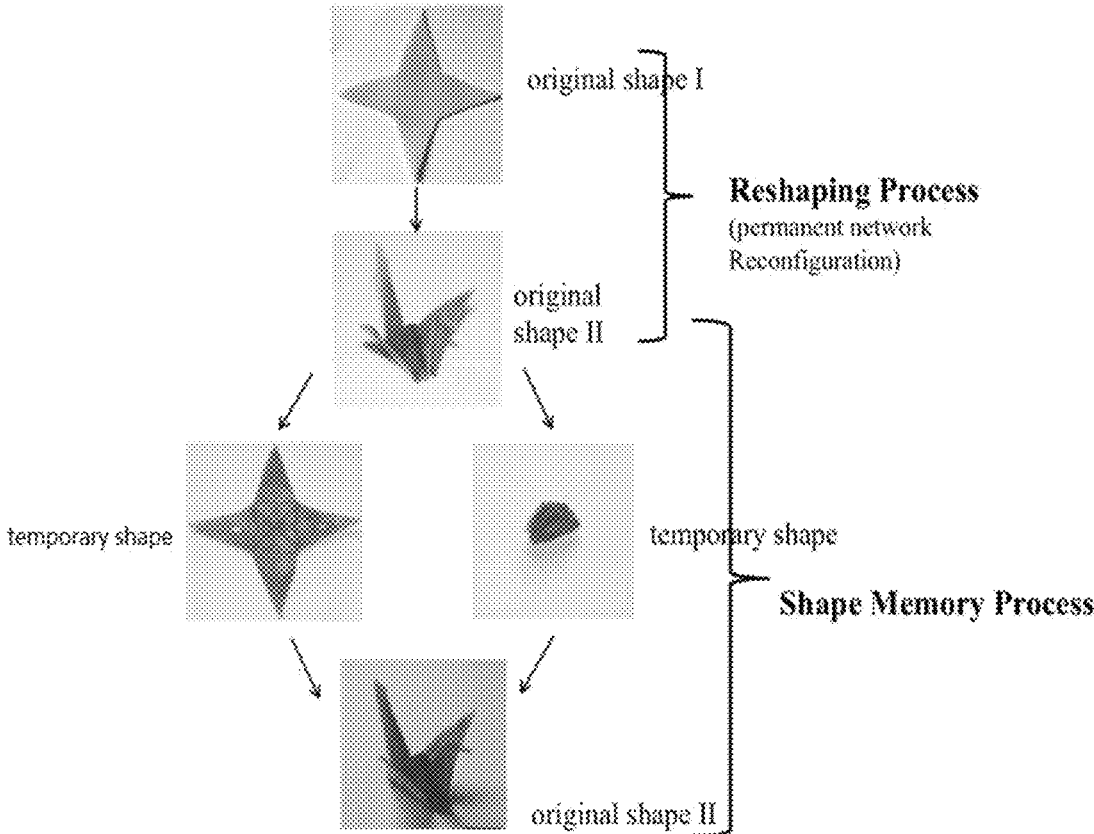 original shape I
Reshaping Process
(permanent network
Reconfiguration)
original
shape II
temporary shape
temporary shape
Shape Memory Process
original shape II